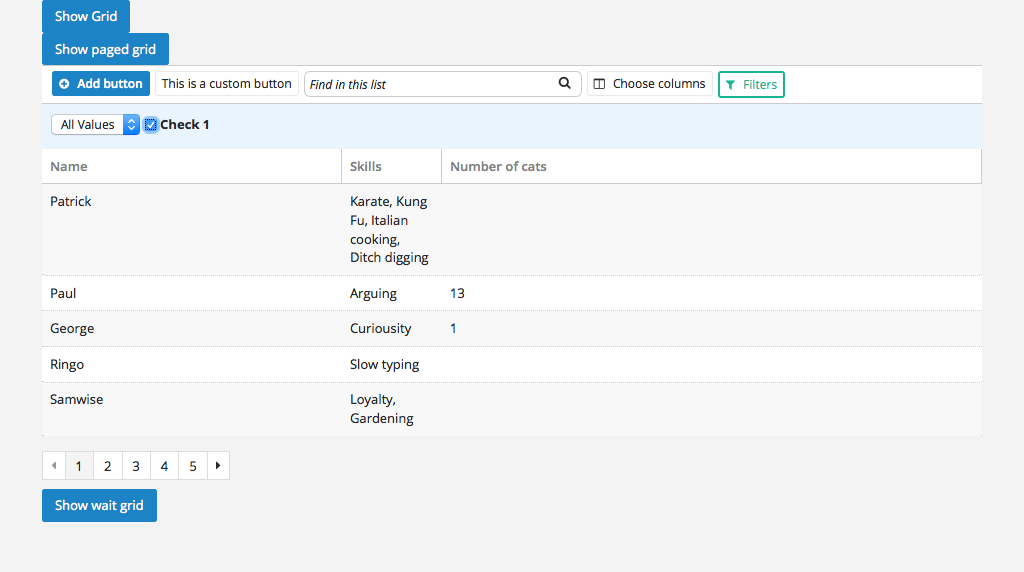 Show Grid
Show paged grid
Add button This is a custom button Find in this list Choose columns Filters
All Values Check 1
Name Skills Number of cats
Patrick Karate, Kung
Fu, Italian
cooking,
Ditch digging
Paul Arguing 13
George Curiousity 1
Ringo Slow typing
Samwise Loyalty,
Gardening
1 2 3 4 5
Show wait grid